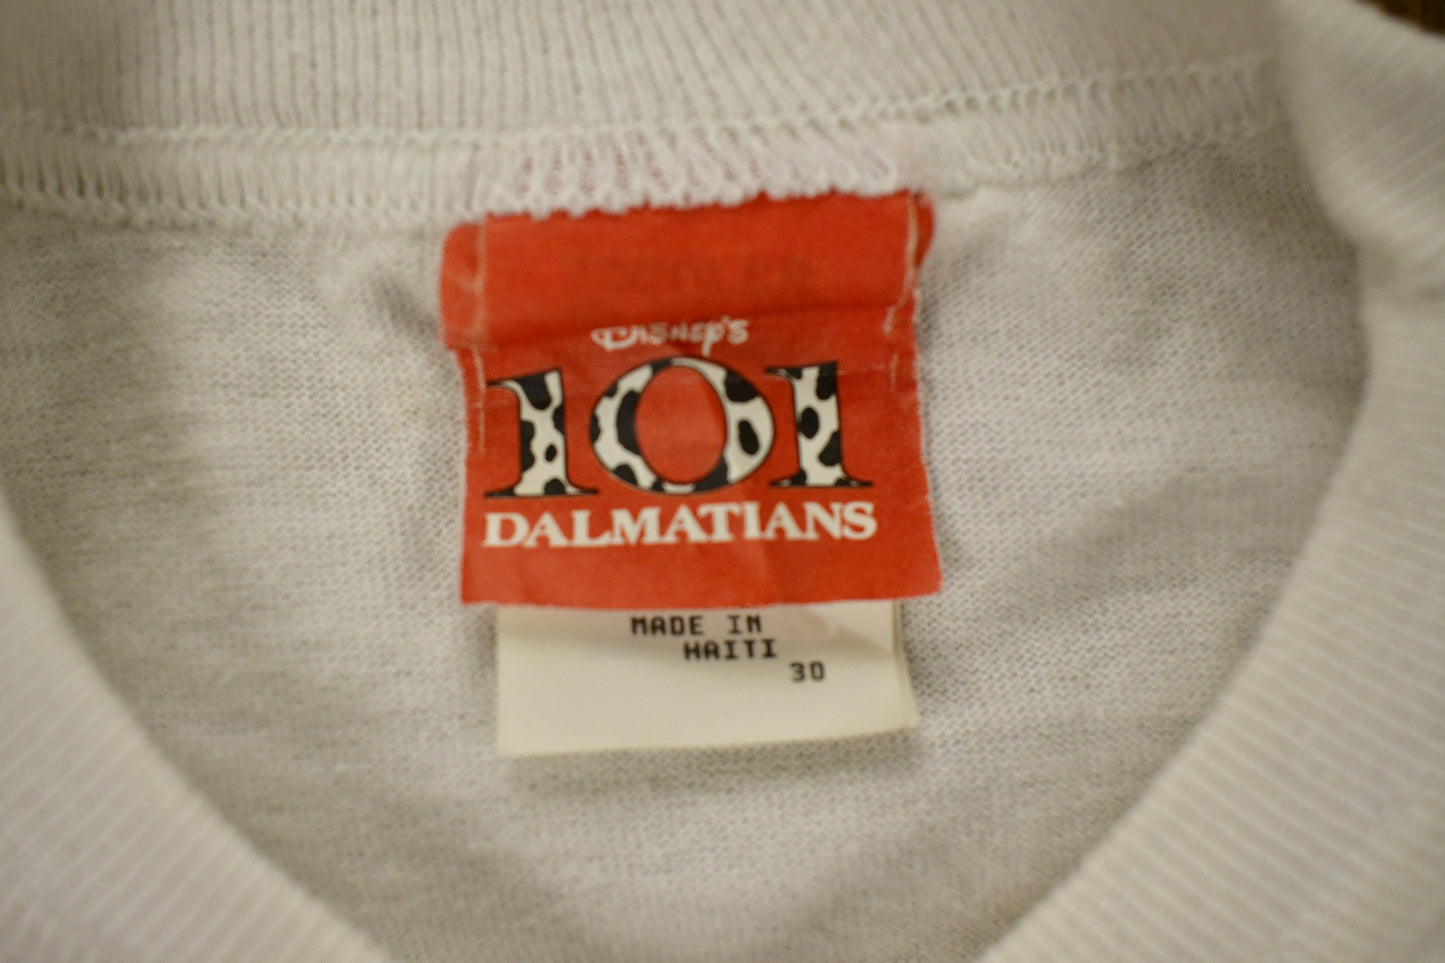 Disney's
101
DALMATIANS
MADE IN
HAITI
30